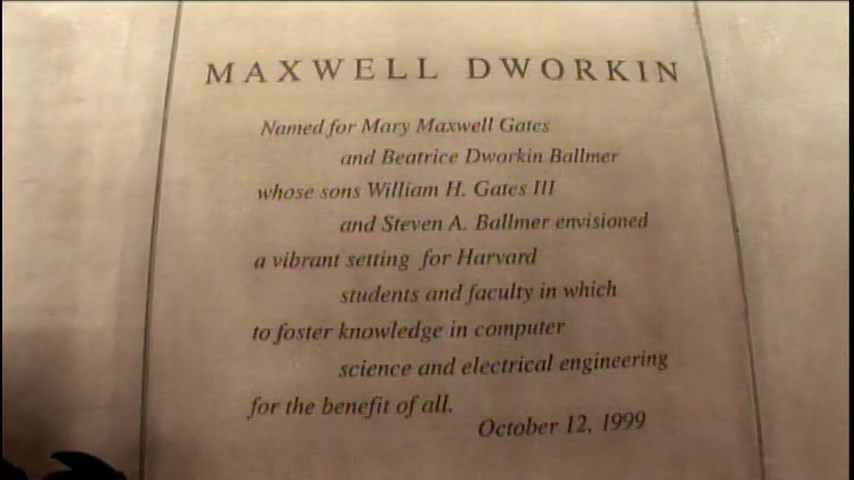 MAXWELL DWORKIN
Named for Mary Maxwell Gates
and Beatrice Dworkin Ballmer
whose sons William H. Gates III
and Steven A. Ballmer envisioned
a vibrant setting for Harvard
students and faculty in which
to foster knowledge in computer
science and electrical engineering
for the benefit of all.
October 12, 1999